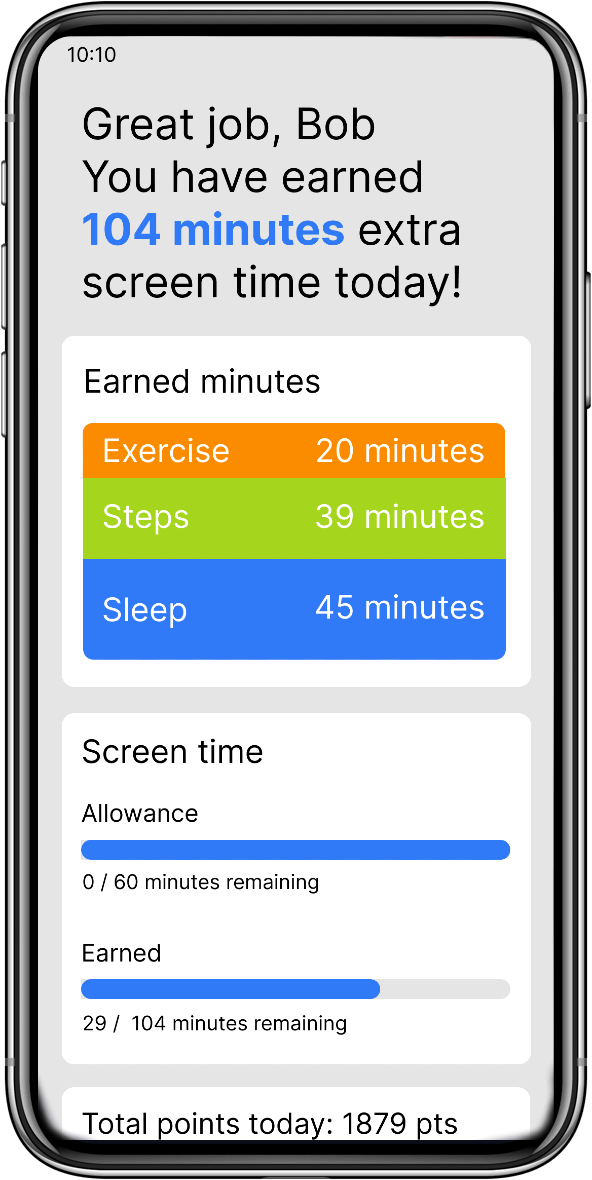 10:10
Great job, Bob
You have earned
104 minutes extra
screen time today!
Earned minutes
Exercise 20 minutes
Steps 39 minutes
Sleep 45 minutes
Screen time
Allowance
0 / 60 minutes remaining
Earned
29 / 104 minutes remaining
Total points today: 1879 pts